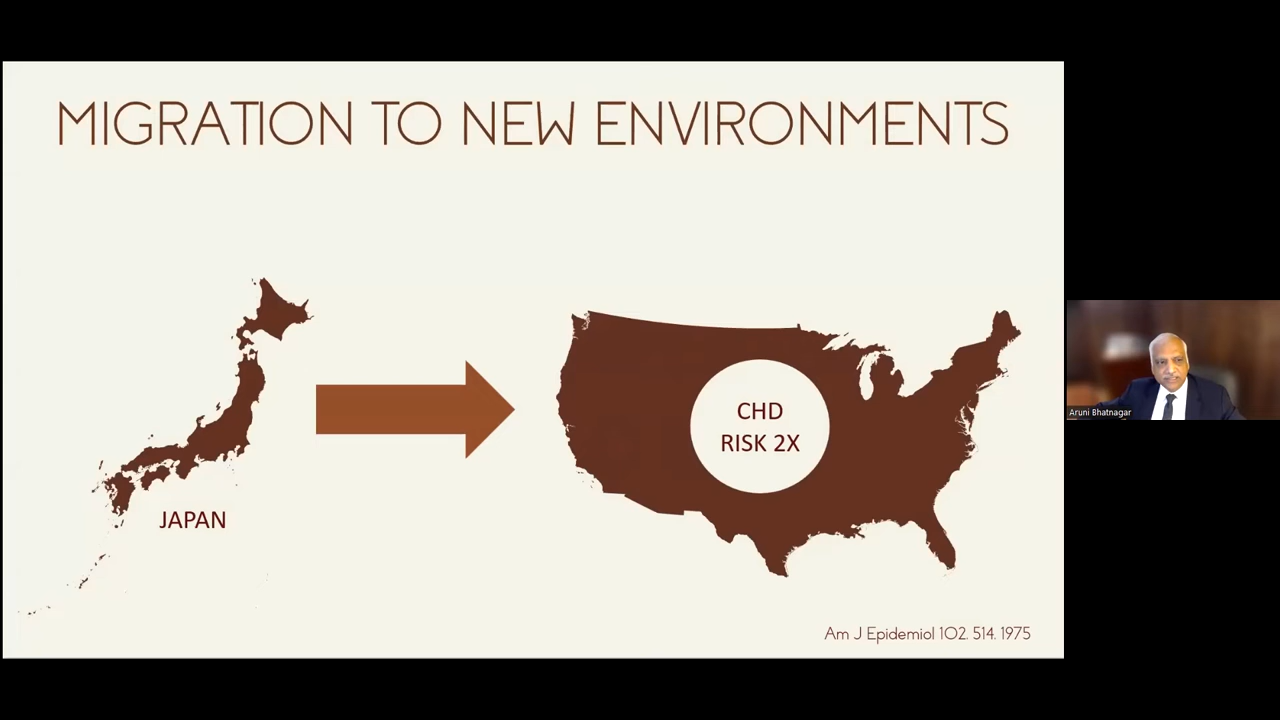 MIGRATION TO NEW ENVIRONMENTS
CHD
RISK 2X
JAPAN
Am J Epidemiol 102. 514. 1975
Aruni Bhatnagar